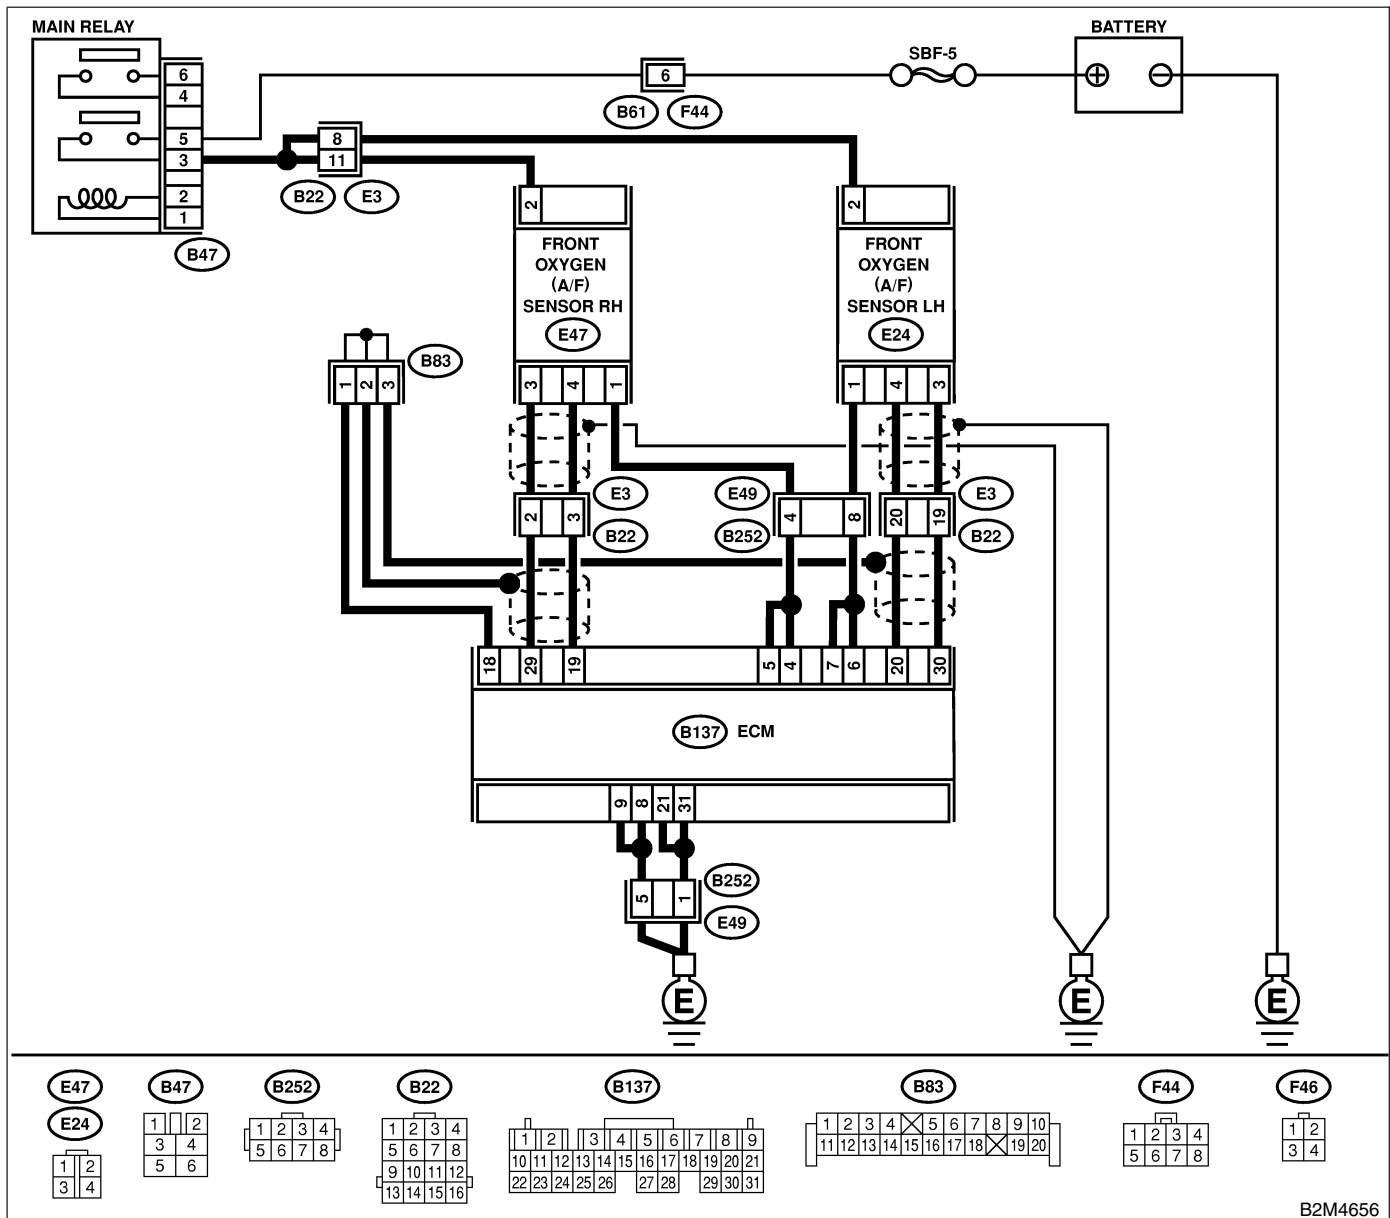 MAIN RELAY
BATTERY
SBF-5
6
4
5
3
2
1
6
B61 F44
8
11
B22 E3
B47
2
2
FRONT
OXYGEN
(A/F)
SENSOR RH
E47
FRONT
OXYGEN
(A/F)
SENSOR LH
E24
B83
1 2 3
3 4 1
1 4 3
E3
B22
2 3
E49
B252
4 8
20 19
E3
B22
18 29 19 5 4 7 6 20 30
B137 ECM
9 8 21 31
B252
E49
5 1
E E E
E47
E24
1 2
3 4
B47
1 2
3 4
5 6
B252
1 2 3 4
5 6 7 8
B22
1 2 3 4
5 6 7 8
9 10 11 12
13 14 15 16
B137
1 2 3 4 5 6 7 8 9
10 11 12 13 14 15 16 17 18 19 20 21
22 23 24 25 26 27 28 29 30 31
B83
1 2 3 4 5 6 7 8 9 10
11 12 13 14 15 16 17 18 19 20
F44
1 2 3 4
5 6 7 8
F46
1 2
3 4
B2M4656